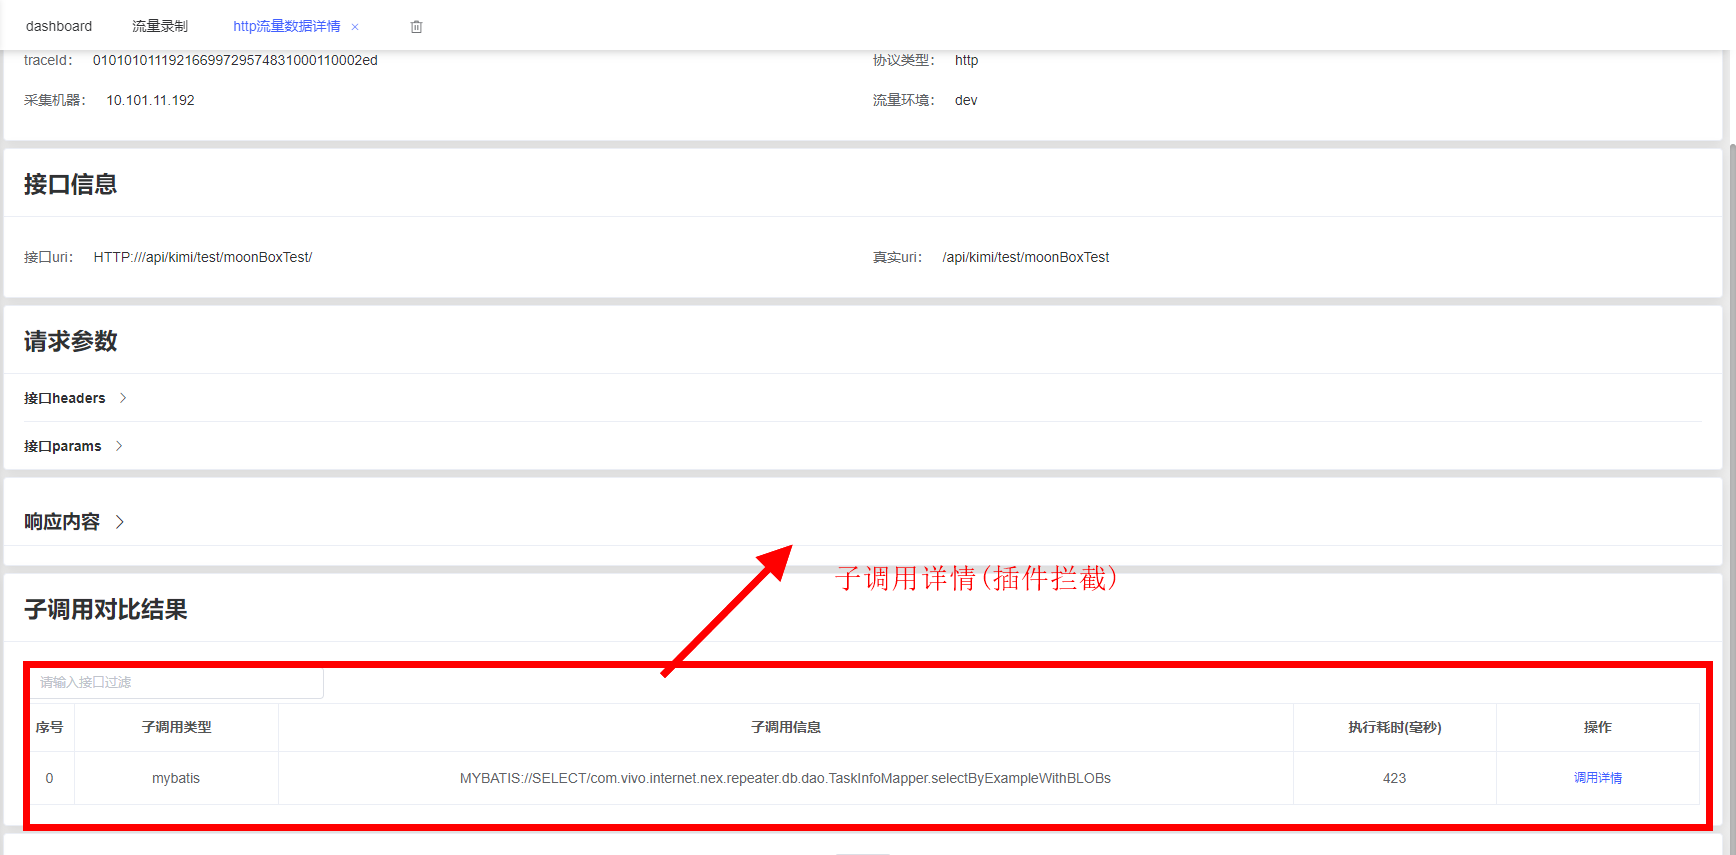 dashboard 流量录制 http流量数据详情 ×
traceId： 010101011192166997295748310001​10002ed 协议类型： http
采集机器： 10.101.11.192 流量环境： dev
接口信息
接口uri： HTTP:///api/kimi/test/moonBoxTest/ 真实uri： /api/kimi/test/moonBoxTest
请求参数
接口headers
接口params
响应内容
子调用详情(插件拦截)
子调用对比结果
请输入接口过滤
序号 子调用类型 子调用信息 执行耗时(毫秒) 操作
0 mybatis MYBATIS://SELECT/com.vivo.internet.nex.repeater.db.dao.TaskInfoMapper.selectByExampleWithBLOBs 423 调用详情